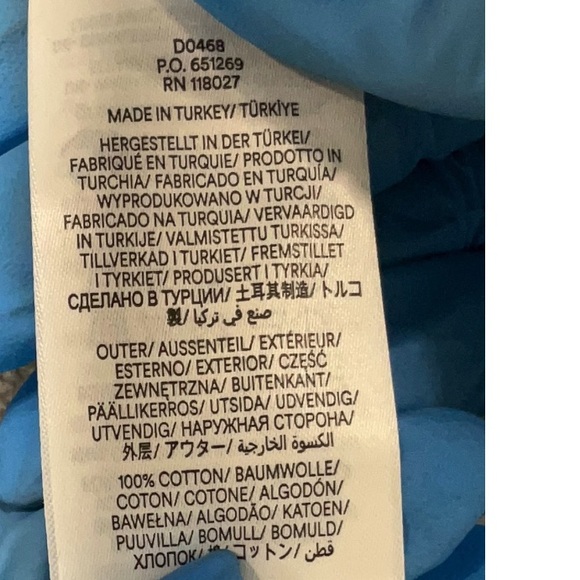 D0468
P.O. 651269
RN 118027
MADE IN TURKEY/ TÜRKİYE
HERGESTELLT IN DER TÜRKEI/
FABRIQUÉ EN TURQUIE/ PRODOTTO IN
TURCHIA/ FABRICADO EN TURQUÍA/
WYPRODUKOWANO W TURCJI/
FABRICADO NA TURQUIA/ VERVAARDIGD
IN TURKIJE/ VALMISTETTU TURKISSA/
TILLVERKAD I TURKIET/ FREMSTILLET
I TYRKIET/ PRODUSERT I TYRKIA/
СДЕЛАНО В ТУРЦИИ/ 土耳其制造/ トルコ
製/ صنع في تركيا
OUTER/ AUSSENTEIL/ EXTÉRIEUR/
ESTERNO/ EXTERIOR/ CZĘŚĆ
ZEWNĘTRZNA/ BUITENKANT/
PÄÄLLIKERROS/ UTSIDA/ UDVENDIG/
UTVENDIG/ НАРУЖНАЯ СТОРОНА/
外层/ アウター/ الكسوة الخارجية
100% COTTON/ BAUMWOLLE/
COTON/ COTONE/ ALGODÓN/
BAWEŁNA/ ALGODÃO/ KATOEN/
PUUVILLA/ BOMULL/ BOMULD/
ХЛОПОК/ コットン/ قطن